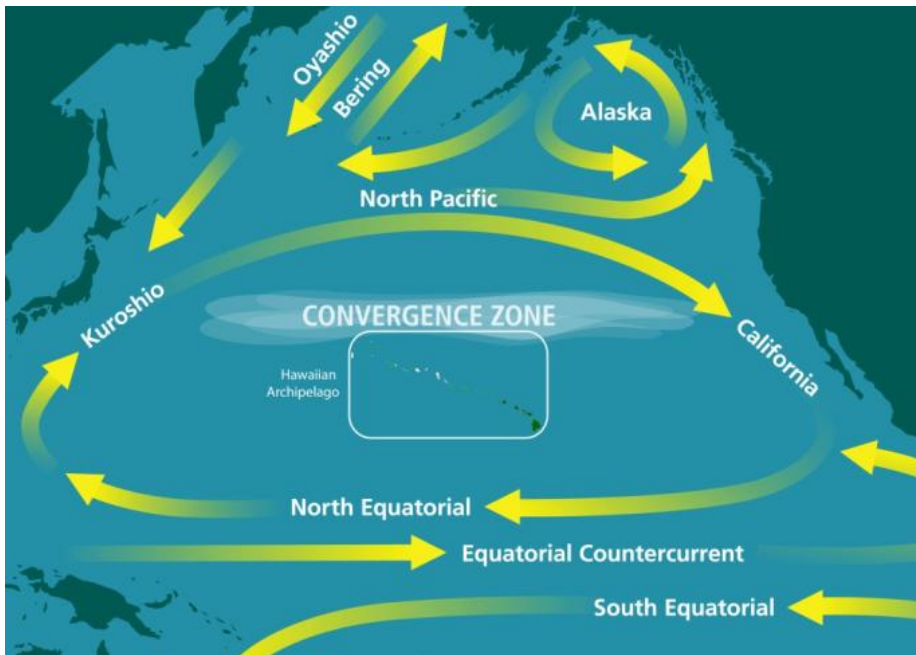 Oyashio
Bering
Alaska
North Pacific
Kuroshio
CONVERGENCE ZONE
California
Hawaiian
Archipelago
North Equatorial
Equatorial Countercurrent
South Equatorial